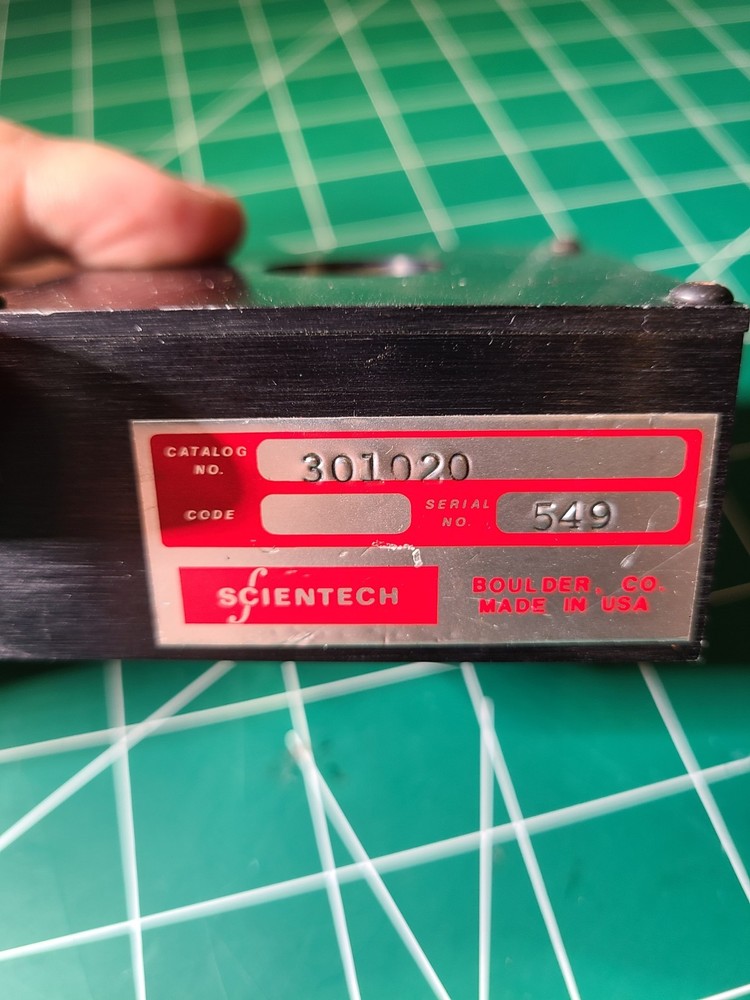 CATALOG
NO.
301020
CODE
SERIAL
NO.
549
SCIENTECH
BOULDER, CO.
MADE IN USA